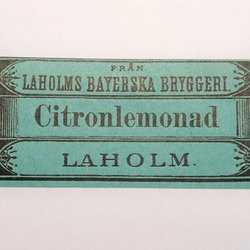 FRÅN
LAHOLMS BAYERSKA BRYGGERI.
Citronlemonad
LAHOLM.